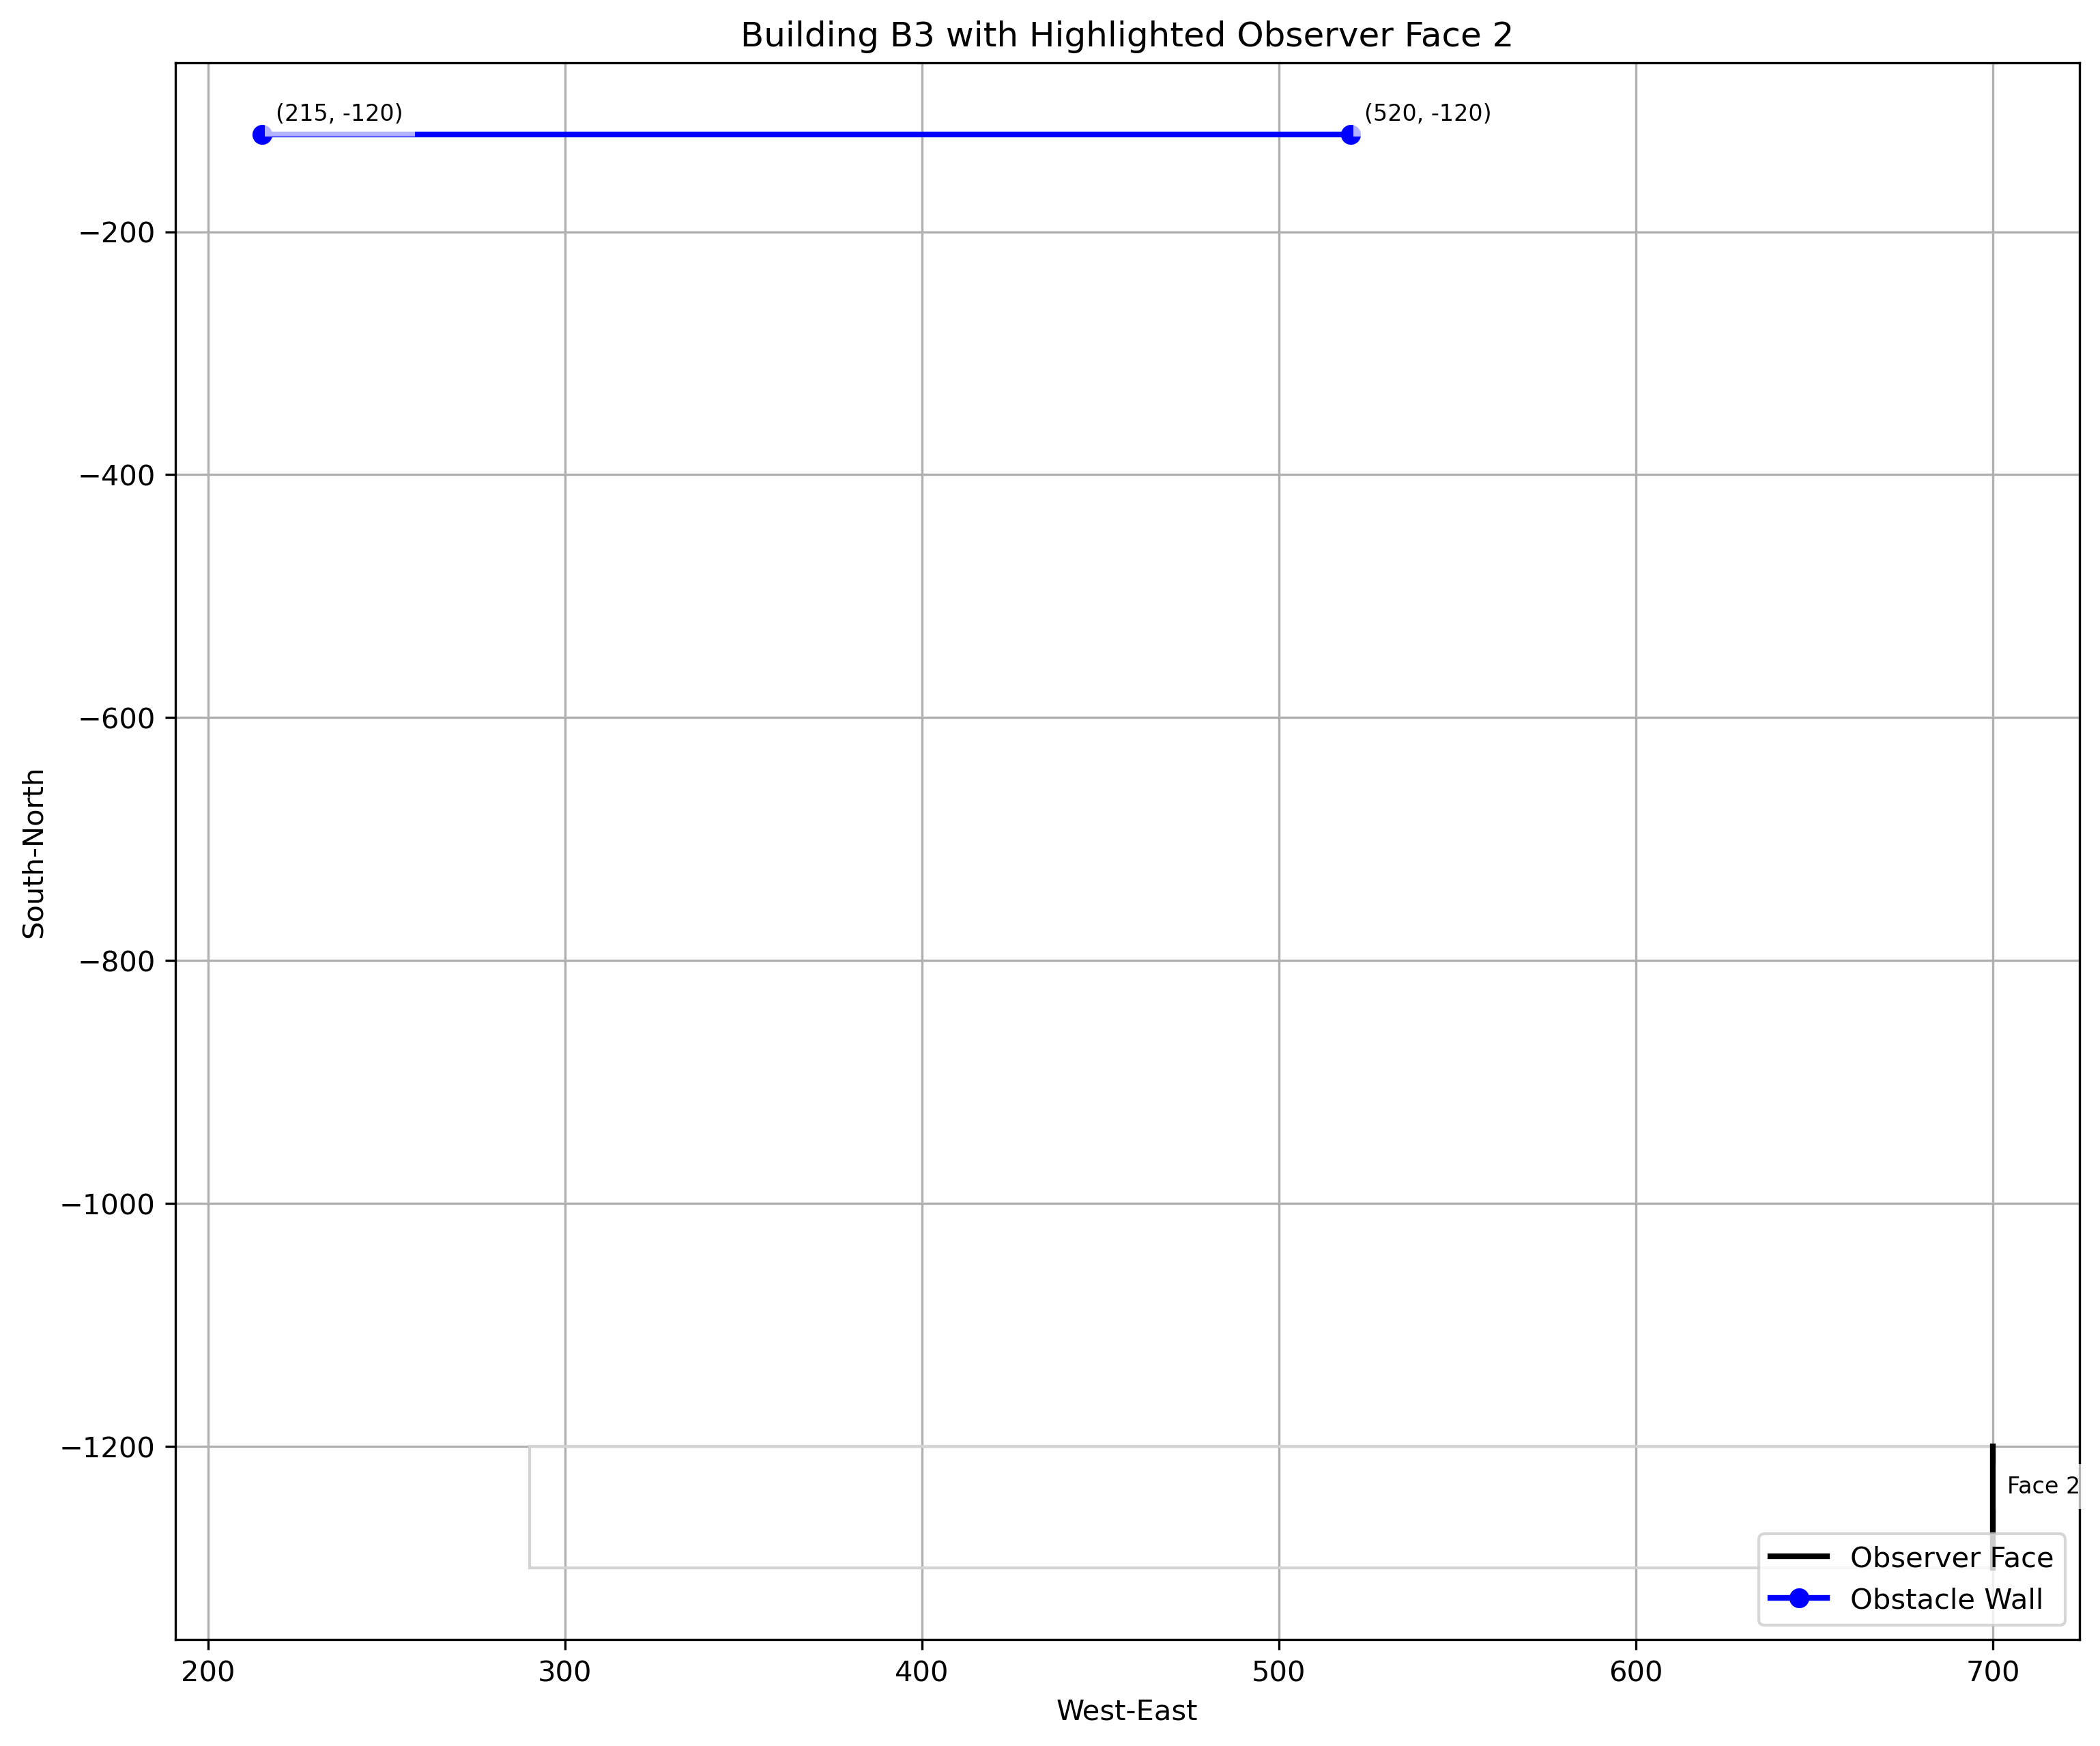 Building B3 with Highlighted Observer Face 2
(215, -120)
(520, -120)
−200
−400
−600
−800
−1000
−1200
South-North
Face 2
Observer Face
Obstacle Wall
200
300
400
500
600
700
West-East